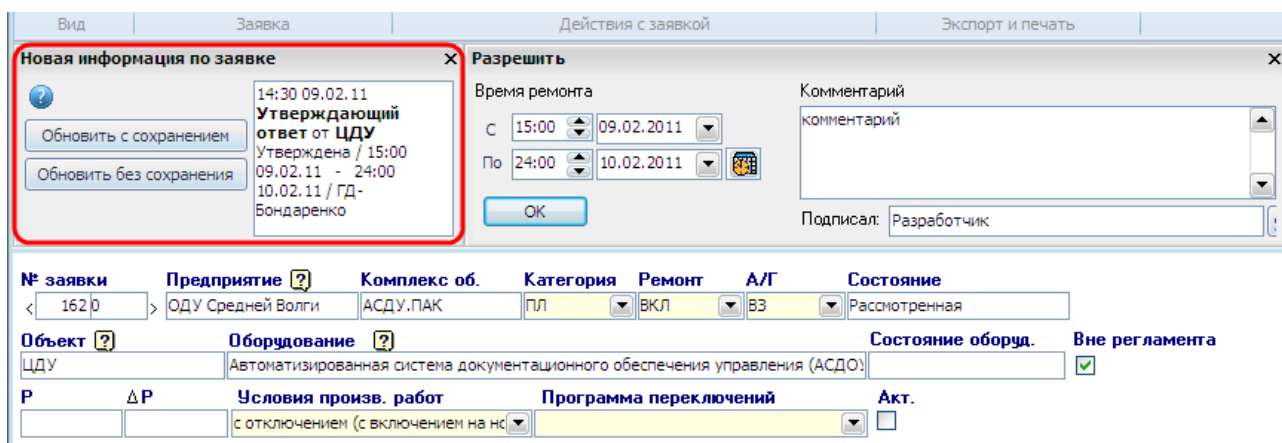 Вид Заявка Действия с заявкой Экспорт и печать
Новая информация по заявке X
?
Обновить с сохранением
Обновить без сохранения
14:30 09.02.11
Утверждающий
ответ от ЦДУ
Утверждена / 15:00
09.02.11 - 24:00
10.02.11 / ГД-
Бондаренко
Разрешить X
Время ремонта
С 15:00 09.02.2011
По 24:00 10.02.2011
OK
Комментарий
комментарий
Подписал: Разработчик
№ заявки Предприятие ? Комплекс об. Категория Ремонт А/Г Состояние
< 162 0 > ОДУ Средней Волги АСДУ.ПАК ПЛ ВКЛ ВЗ Рассмотренная
Объект ? Оборудование ? Состояние оборуд. Вне регламента
ЦДУ Автоматизированная система документационного обеспечения управления (АСДОУ
Р ΔР Условия произв. работ Программа переключений Акт.
с отключением (с включением на но